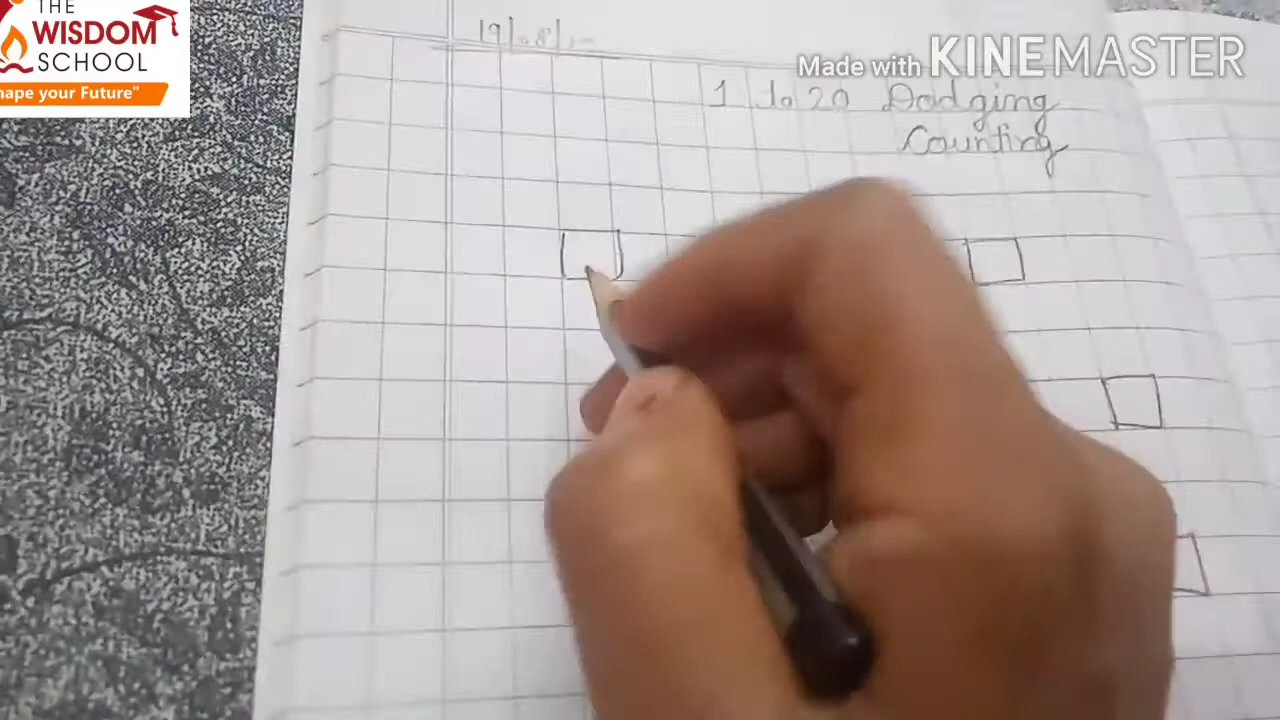 THE
WISDOM
SCHOOL
hape your Future"
Made with KINEMASTER
1 To 20 Dodging
Counting